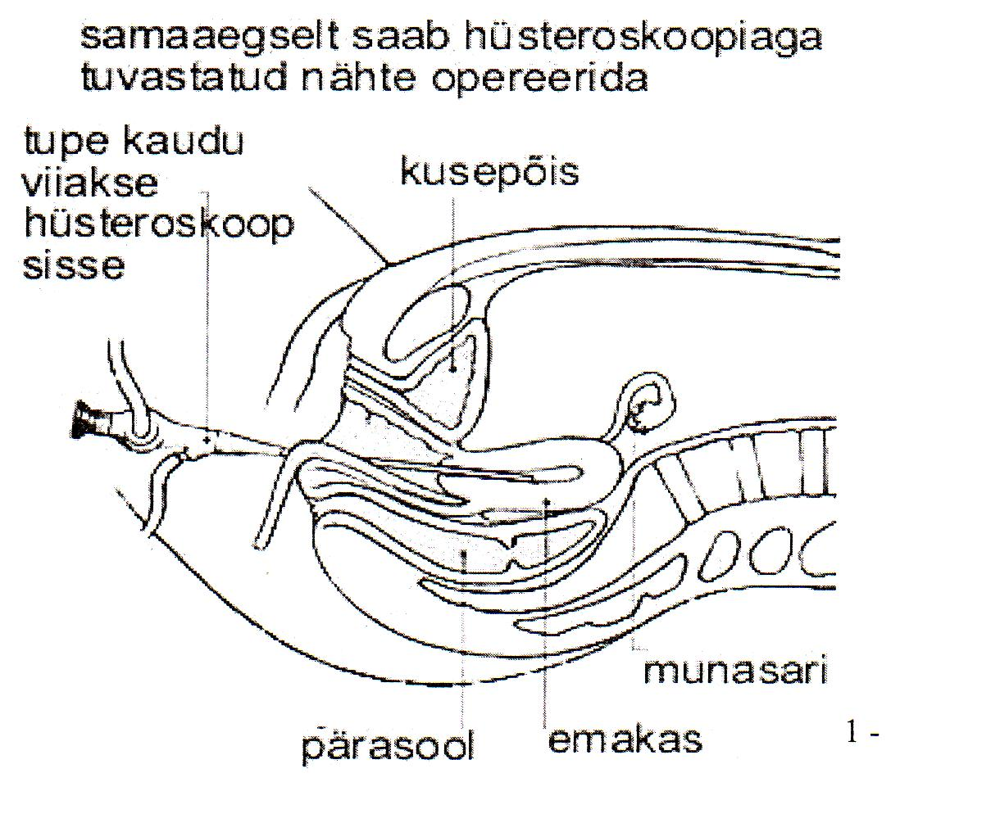 samaaegselt saab hüsteroskoopiaga
tuvastatud nähte opereerida
tupe kaudu
viiakse
hüsteroskoop
sisse
kusepõis
munasari
pärasool
emakas
1 -